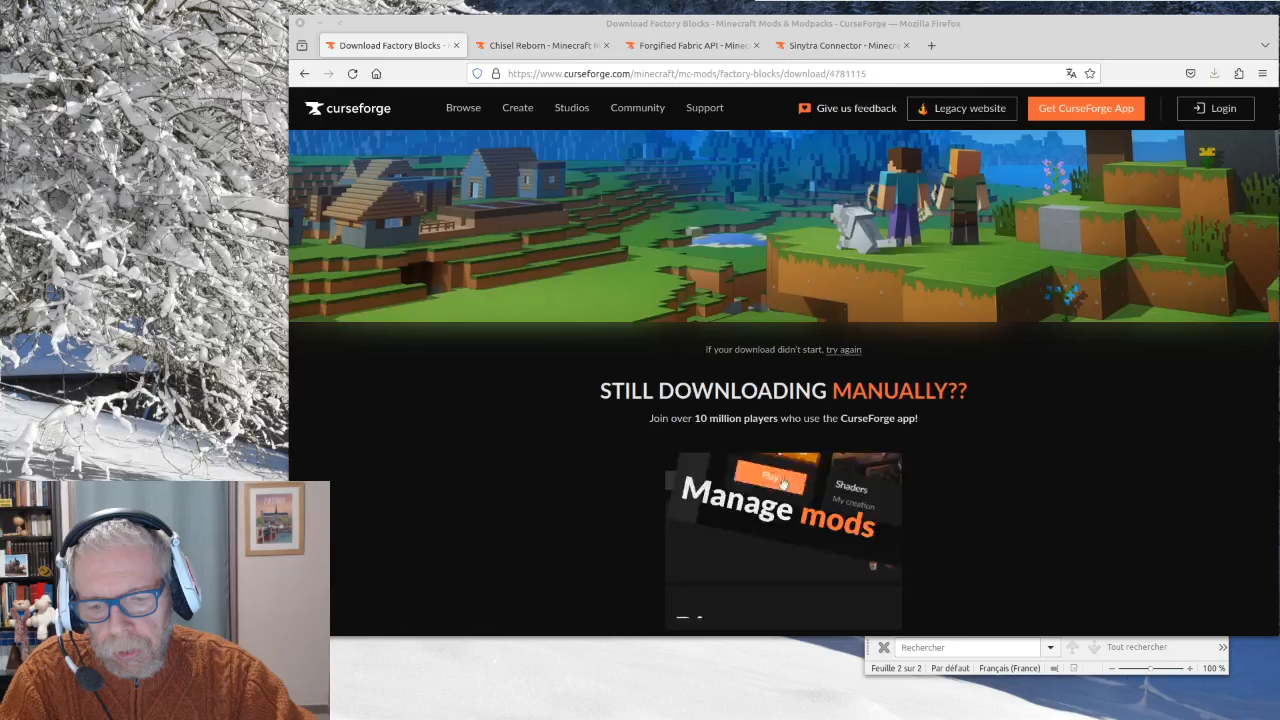 Download Factory Blocks - Minecraft Mods & Modpacks - CurseForge — Mozilla Firefox
Download Factory Blocks - Chisel Reborn - Minecraft M Forgified Fabric API - Minec Sinytra Connector - Minecra
https://www.curseforge.com/minecraft/mc-mods/factory-blocks/download/4781115
curseforge Browse Create Studios Community Support Give us feedback Legacy website Get CurseForge App Login
If your download didn't start, try again
STILL DOWNLOADING MANUALLY??
Join over 10 million players who use the CurseForge app!
Play
Shaders
My creation
Manage mods
Rechercher Tout rechercher
Feuille 2 sur 2 Par défaut Français (France) 100 %